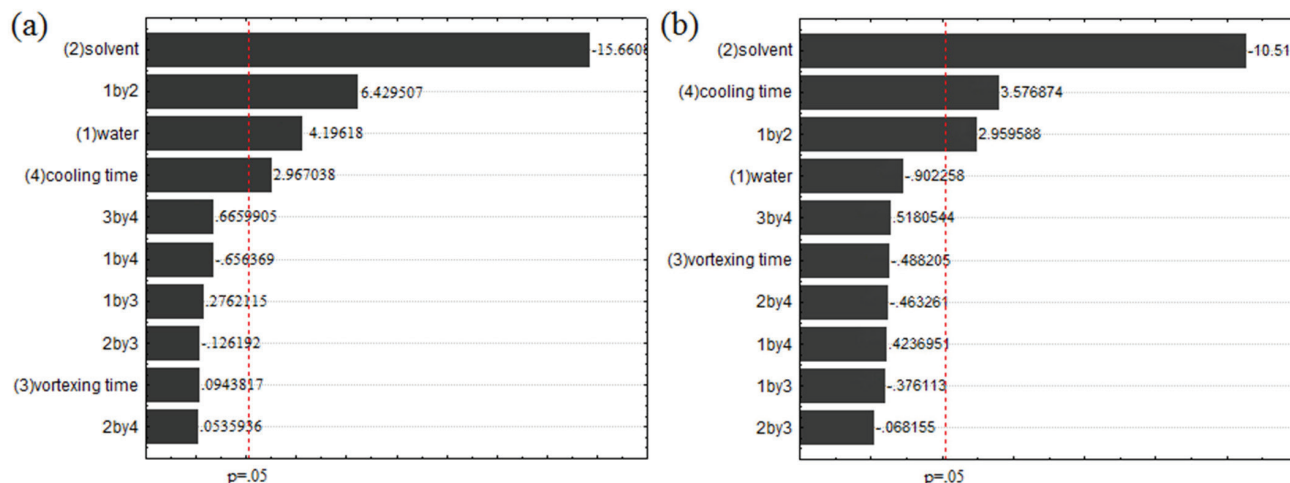 (a)
(2)solvent -15.6608
1by2 6.429507
(1)water 4.19618
(4)cooling time 2.967038
3by4 .6659905
1by4 -.656369
1by3 .2762115
2by3 -.126192
(3)vortexing time .0943817
2by4 .0535936
p=.05
(b)
(2)solvent -10.51
(4)cooling time 3.576874
1by2 2.959588
(1)water -.902258
3by4 .5180544
(3)vortexing time -.488205
2by4 -.463261
1by4 .4236951
1by3 -.376113
2by3 -.068155
p=.05